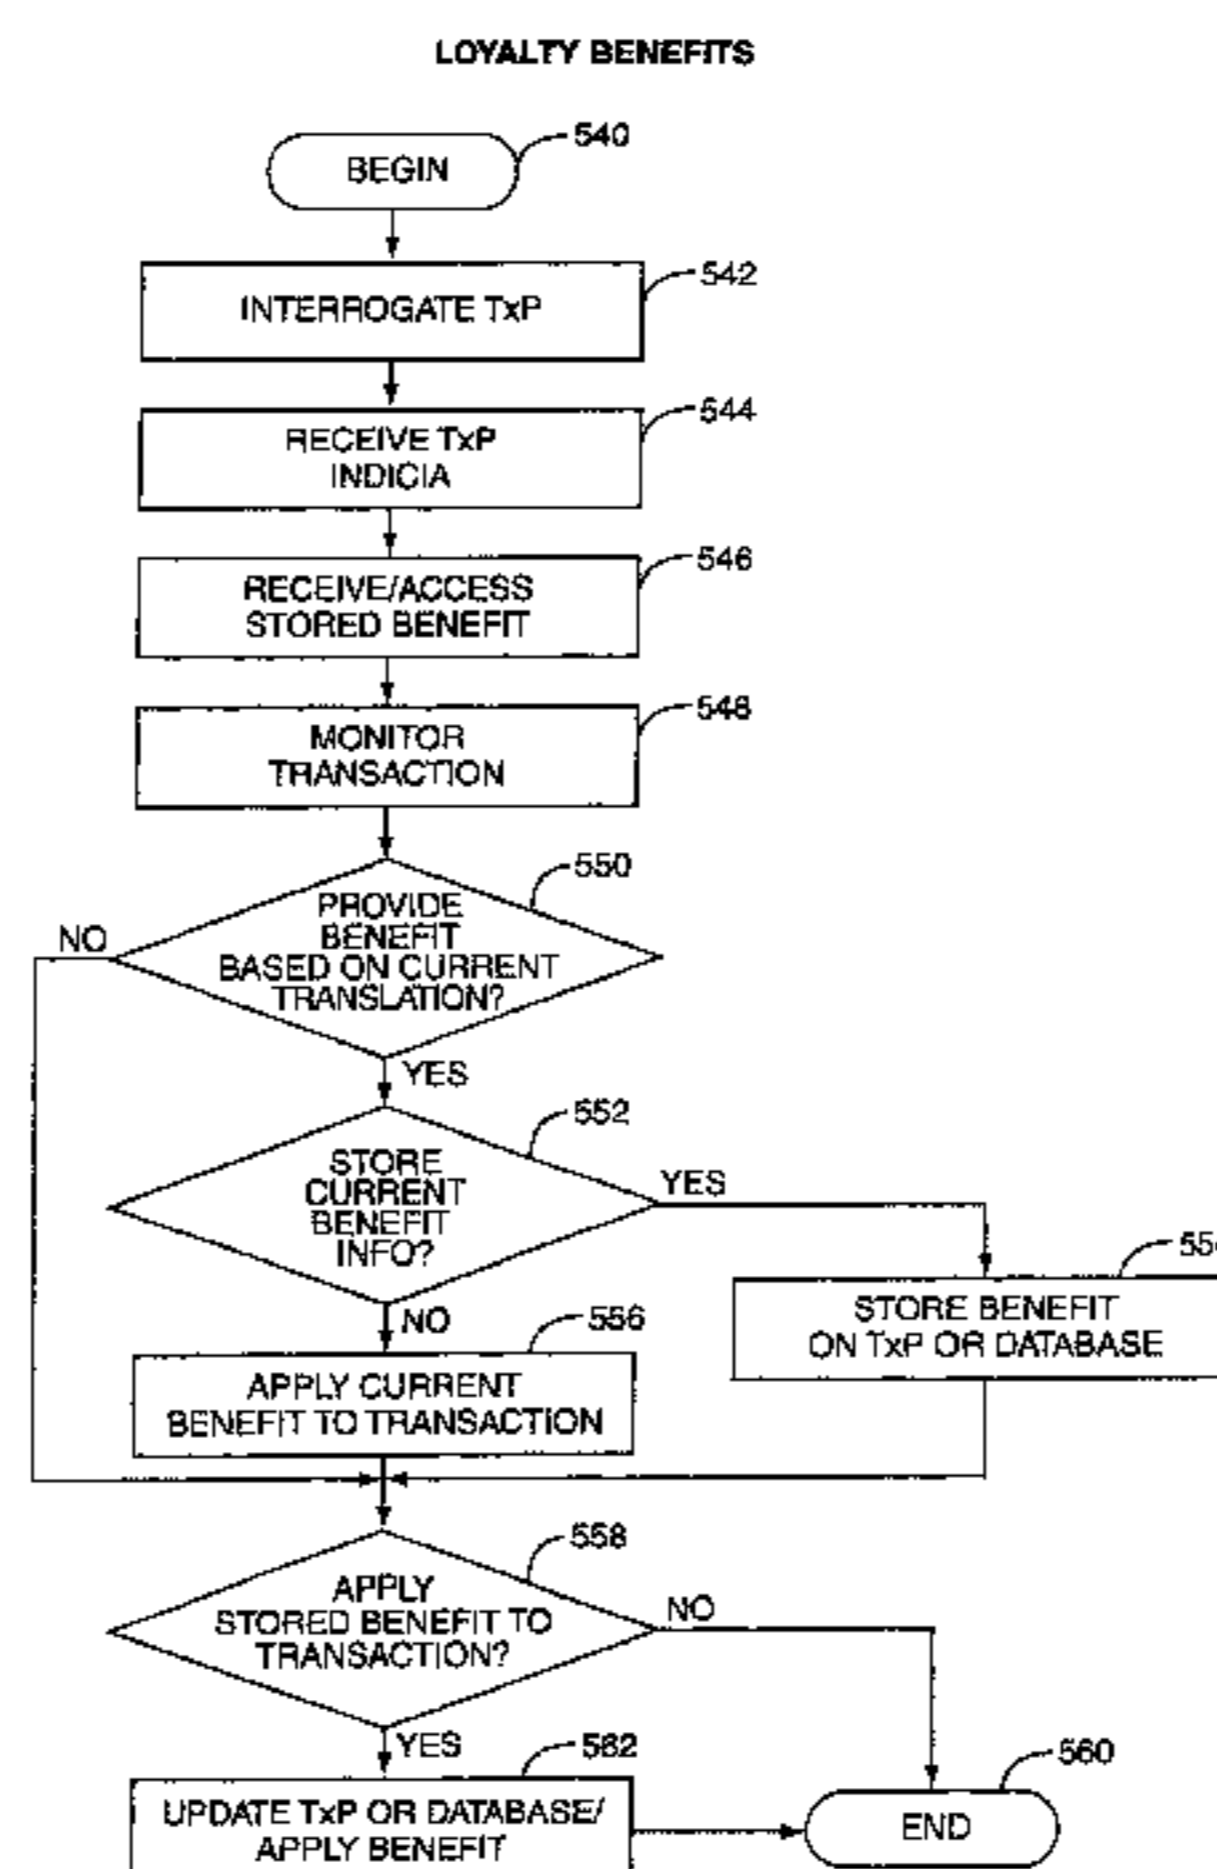 LOYALTY BENEFITS
540
BEGIN
542
INTERROGATE TxP
544
RECEIVE TxP
INDICIA
546
RECEIVE/ACCESS
STORED BENEFIT
548
MONITOR
TRANSACTION
550
PROVIDE
BENEFIT
BASED ON CURRENT
TRANSLATION?
NO
YES
552
STORE
CURRENT
BENEFIT
INFO?
YES
STORE BENEFIT
ON TxP OR DATABASE
NO
556
APPLY CURRENT
BENEFIT TO TRANSACTION
558
APPLY
STORED BENEFIT TO
TRANSACTION?
NO
YES
562
UPDATE TxP OR DATABASE/
APPLY BENEFIT
560
END